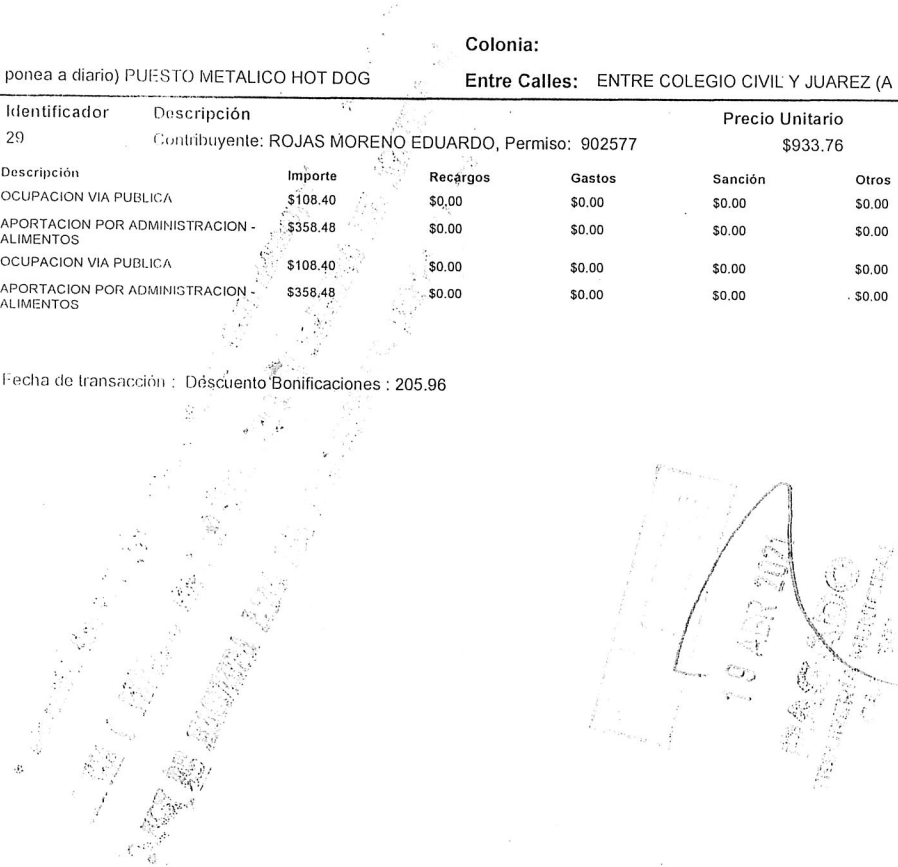 Colonia:
ponea a diario) PUESTO METALICO HOT DOG Entre Calles: ENTRE COLEGIO CIVIL Y JUAREZ (A
Identificador Descripción Precio Unitario
29 Contribuyente: ROJAS MORENO EDUARDO, Permiso: 902577 $933.76
Descripción Importe Recargos Gastos Sanción Otros
OCUPACION VIA PUBLICA $108.40 $0.00 $0.00 $0.00 $0.00
APORTACION POR ADMINISTRACION - $358.48 $0.00 $0.00 $0.00 $0.00
ALIMENTOS
OCUPACION VIA PUBLICA $108.40 $0.00 $0.00 $0.00 $0.00
APORTACION POR ADMINISTRACION - $358.48 $0.00 $0.00 $0.00 $0.00
ALIMENTOS
Fecha de transacción : Descuento Bonificaciones : 205.96
19 ABR 2021
PAGADO